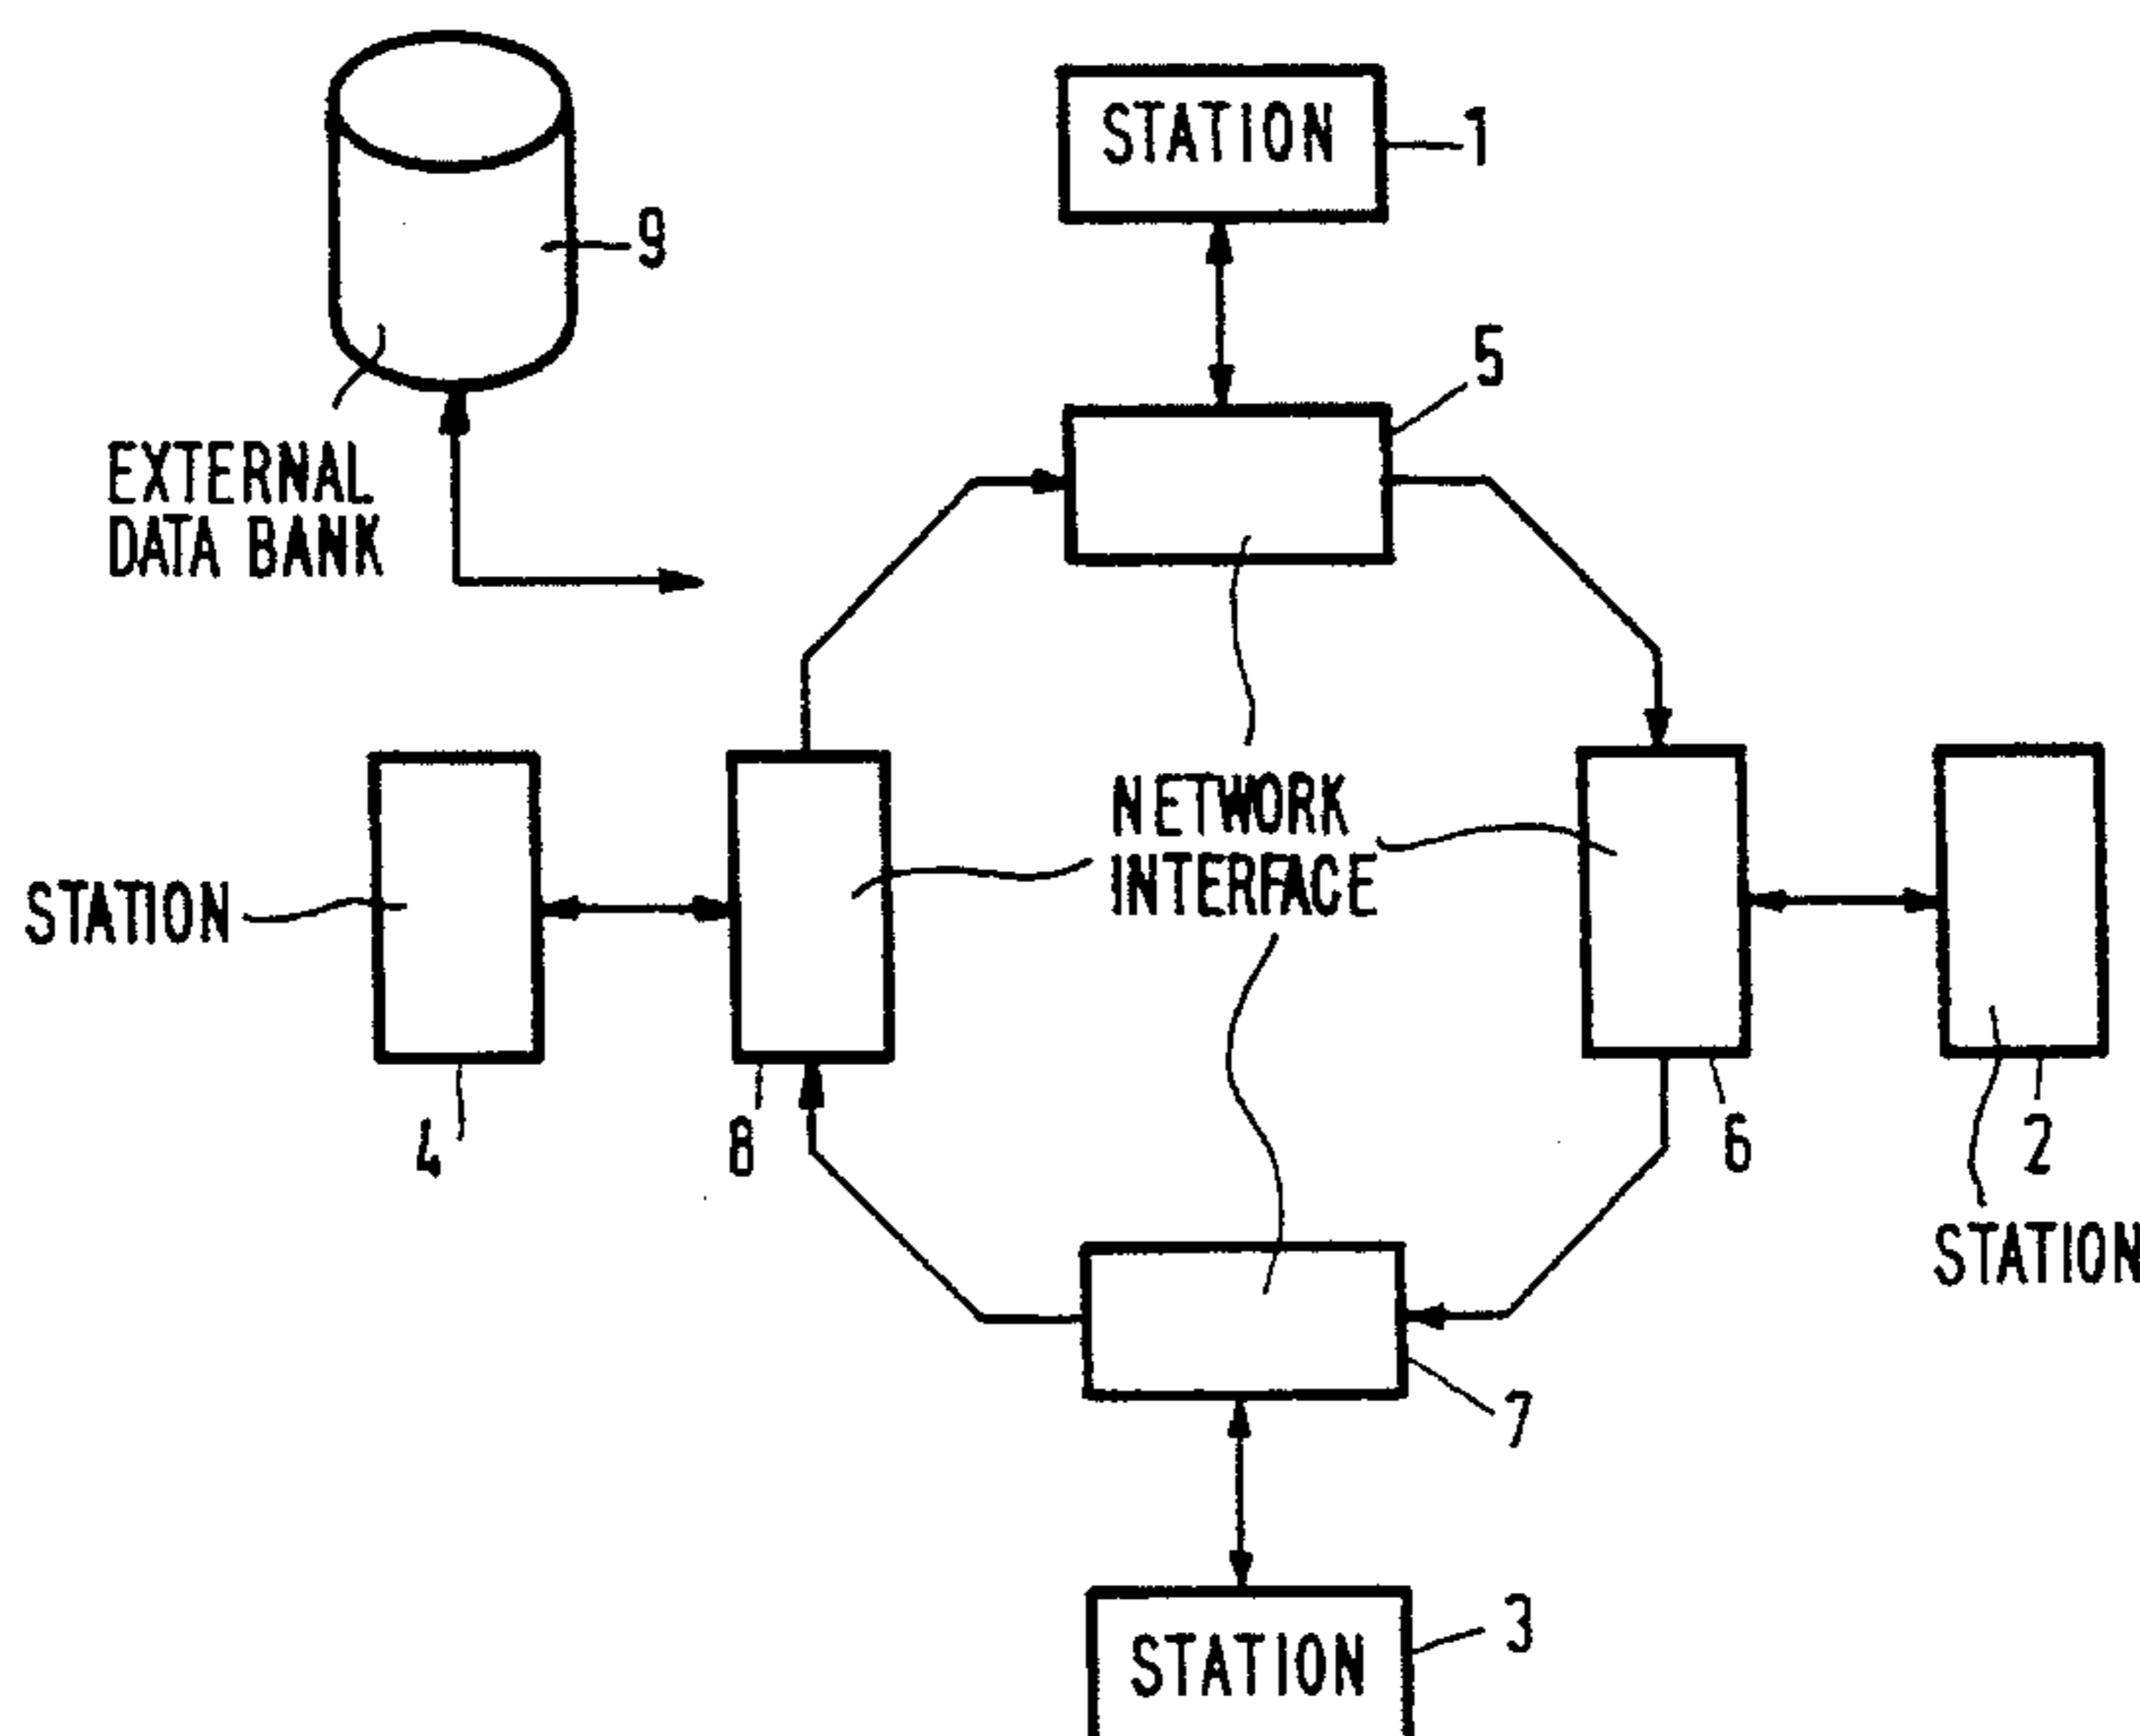 STATION
1
9
5
EXTERNAL
DATA BANK
NETWORK
INTERFACE
STATION
4
8
6
2
STATION
7
3
STATION